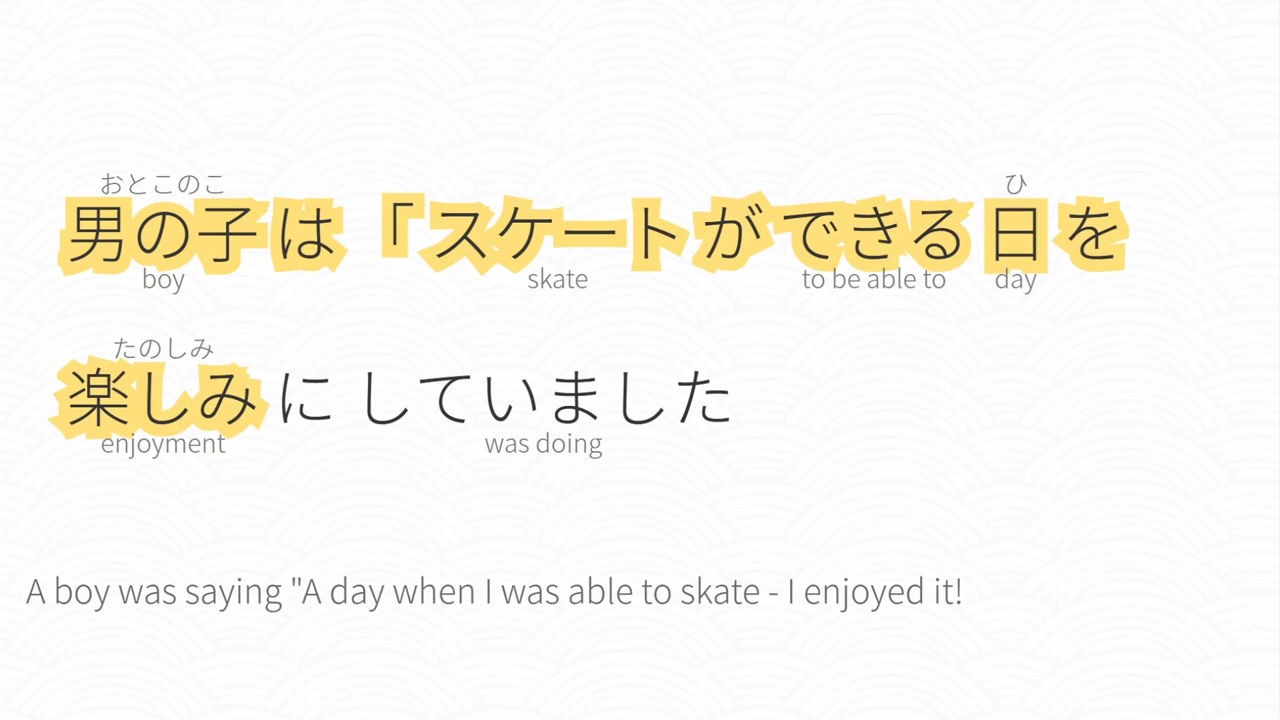 おとこのこ ひ
男の子は「スケートができる日を
boy skate to be able to day
たのしみ
楽しみにしていました
enjoyment was doing
A boy was saying "A day when I was able to skate - I enjoyed it!